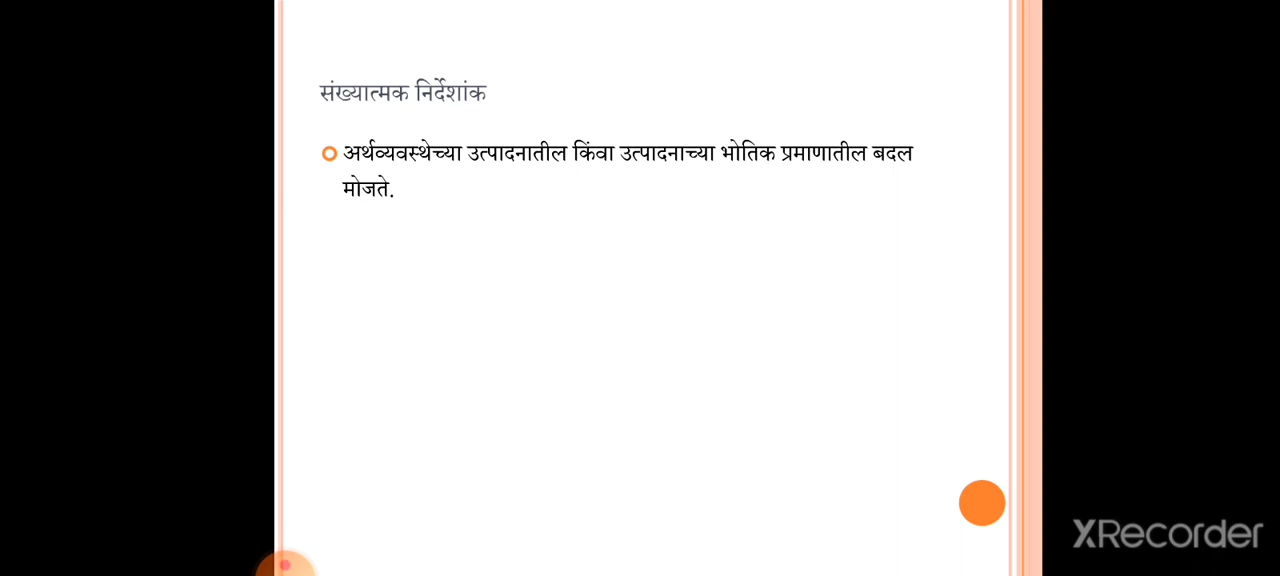 संख्यात्मक निर्देशांक
अर्थव्यवस्थेच्या उत्पादनातील किंवा उत्पादनाच्या भोतिक प्रमाणातील बदल
मोजते.
XRecorder